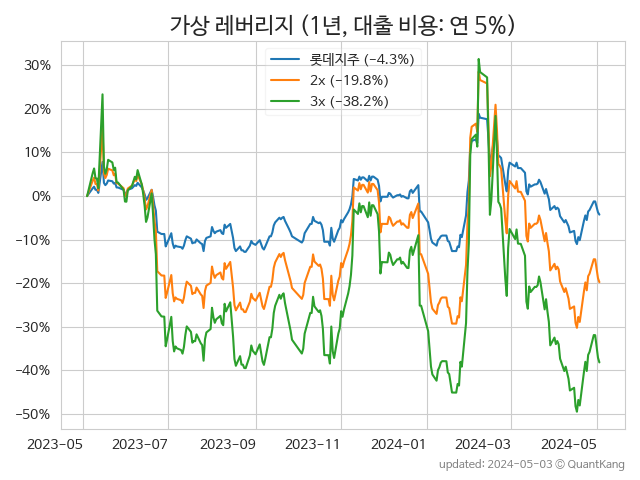 가상 레버리지 (1년, 대출 비용: 연 5%)
롯데지주 (−4.3%)
2x (−19.8%)
3x (−38.2%)
30%
20%
10%
0%
−10%
−20%
−30%
−40%
−50%
2023-05 2023-07 2023-09 2023-11 2024-01 2024-03 2024-05
updated: 2024-05-03 ⓒ QuantKang